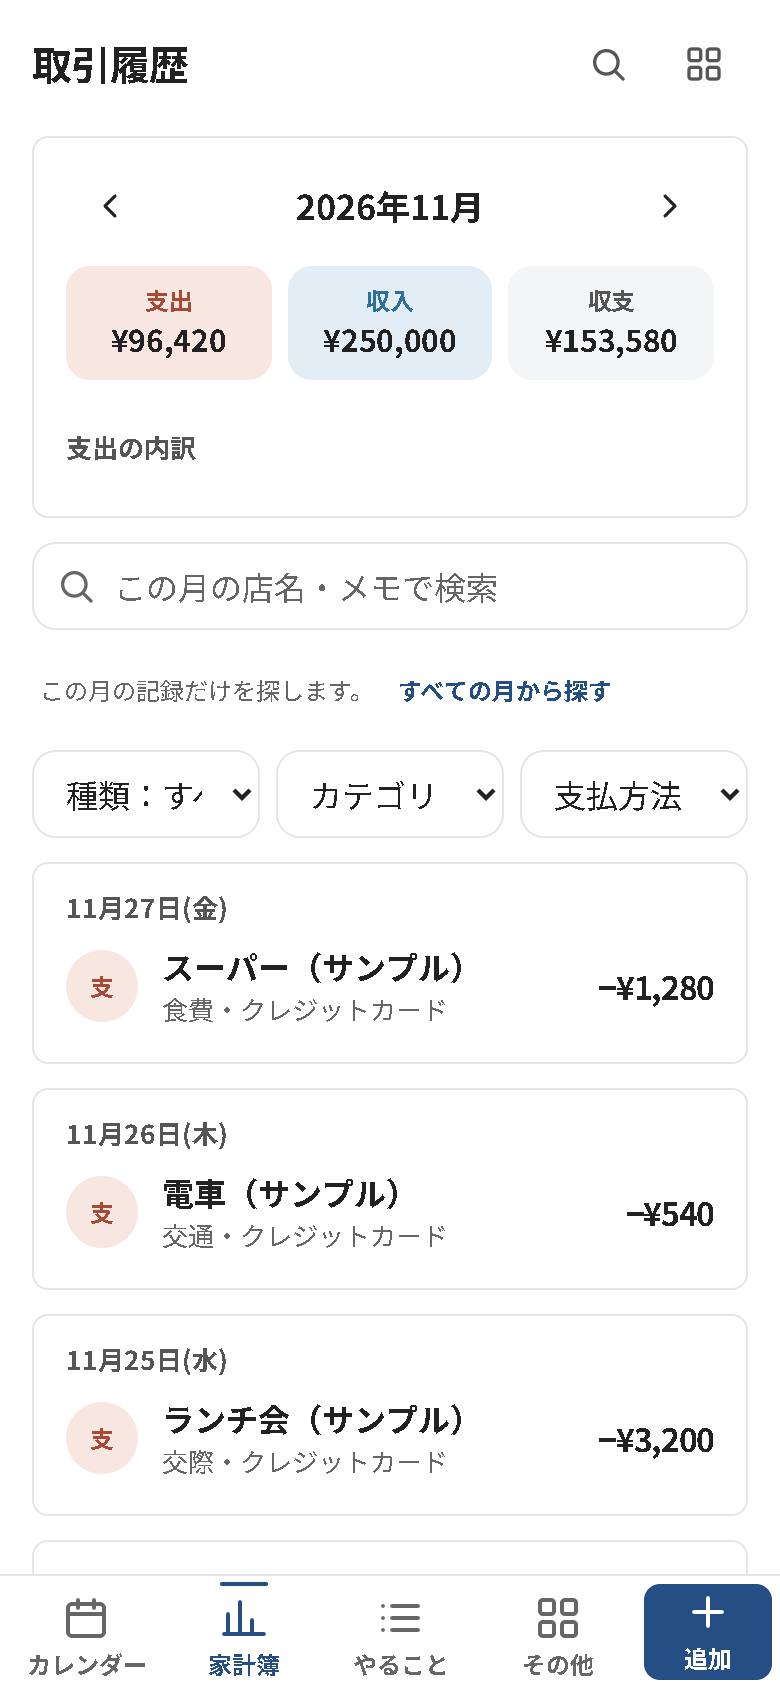 取引履歴
2026年11月
支出
¥96,420
収入
¥250,000
収支
¥153,580
支出の内訳
この月の店名・メモで検索
この月の記録だけを探します。 すべての月から探す
種類：す
カテゴリ
支払方法
11月27日(金)
支
スーパー（サンプル）
食費・クレジットカード
−¥1,280
11月26日(木)
支
電車（サンプル）
交通・クレジットカード
−¥540
11月25日(水)
支
ランチ会（サンプル）
交際・クレジットカード
−¥3,200
カレンダー
家計簿
やること
その他
追加